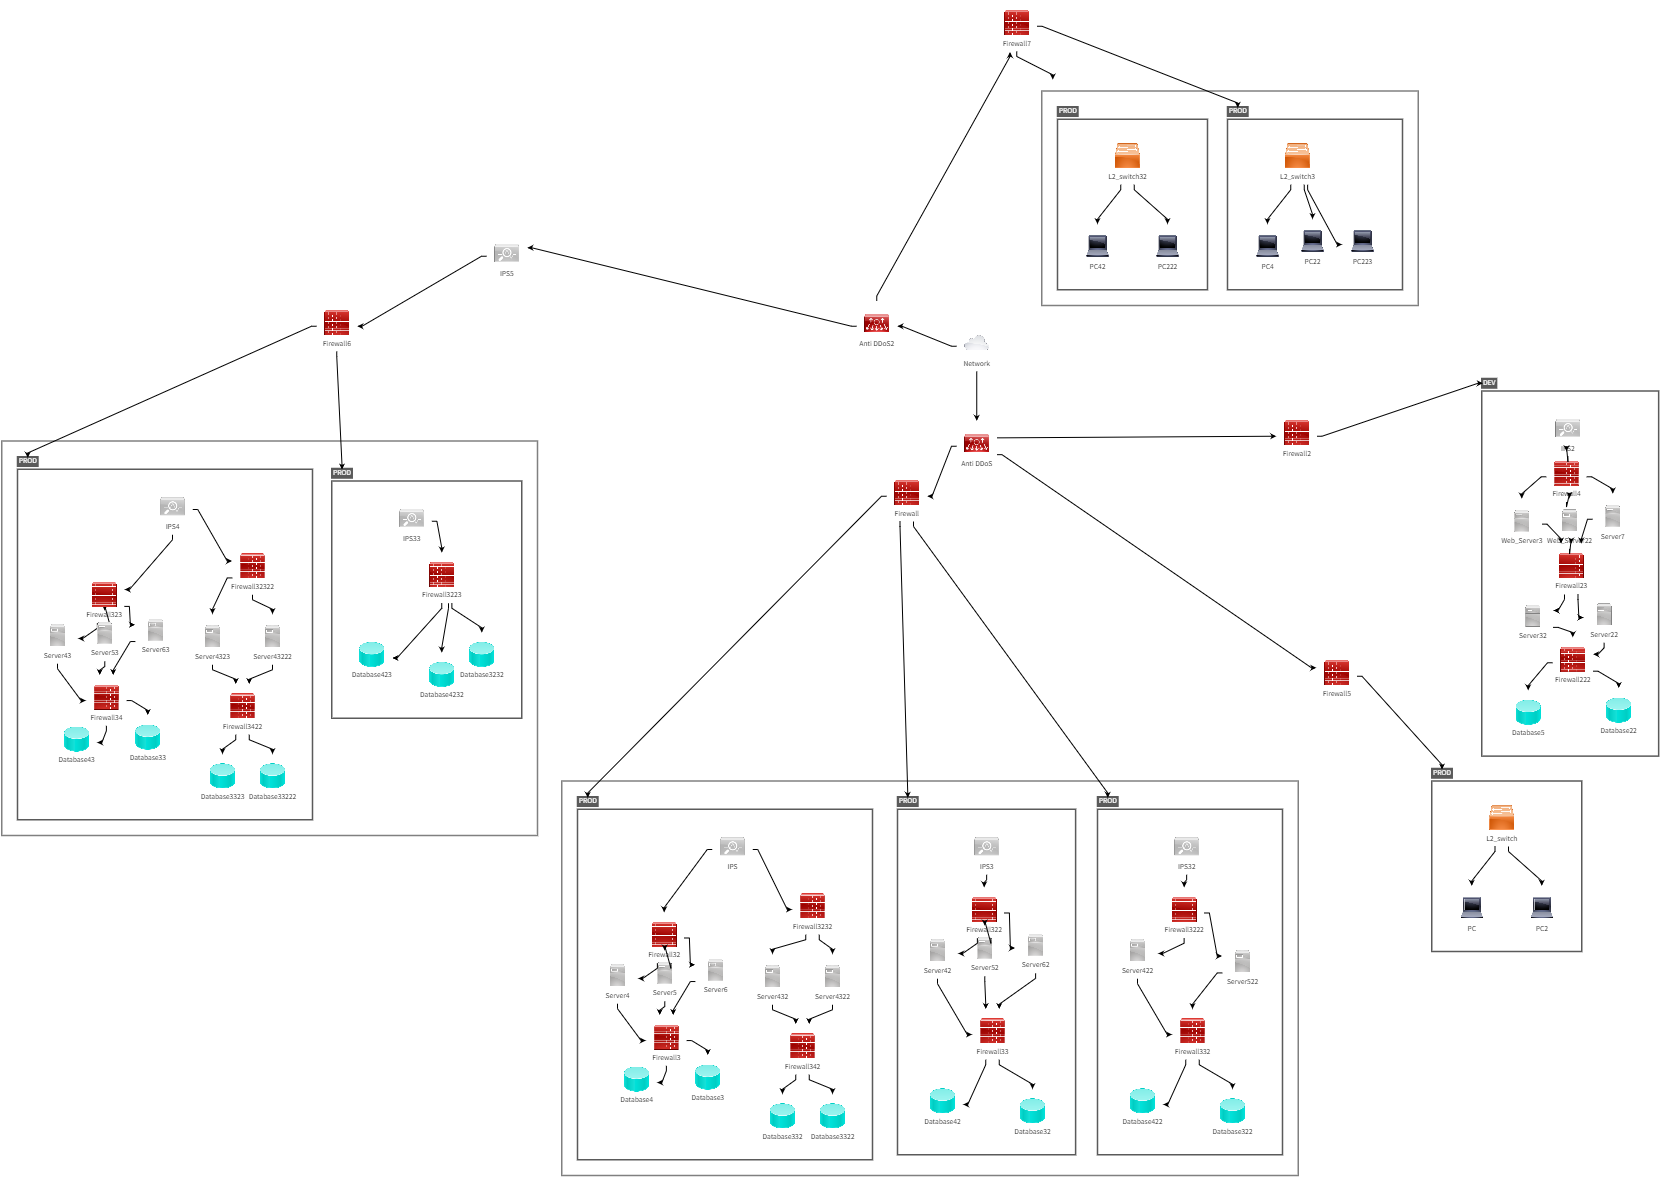 Firewall7
PROD
PROD
L2_switch32
L2_switch3
PC42
PC222
PC4
PC22
PC223
IPS5
Firewall6
Anti DDoS2
Network
DEV
Anti DDoS
Firewall2
Firewall
IPS2
Firewall4
Web_Server3
Web_Server22
Server7
Firewall23
Server32
Server22
Firewall222
Database5
Database22
PROD
PROD
IPS4
IPS33
Firewall32322
Firewall323
Firewall3223
Server43
Server53
Server63
Server4323
Server43222
Database423
Database4232
Database3232
Firewall34
Firewall3422
Database43
Database33
Database3323
Database33222
Firewall5
PROD
L2_switch
PC
PC2
PROD
PROD
PROD
IPS
IPS3
IPS32
Firewall3232
Firewall32
Firewall322
Firewall3222
Server4
Server5
Server6
Server432
Server4322
Server42
Server52
Server62
Server422
Server522
Firewall3
Firewall342
Firewall33
Firewall332
Database4
Database3
Database332
Database3322
Database42
Database32
Database422
Database322